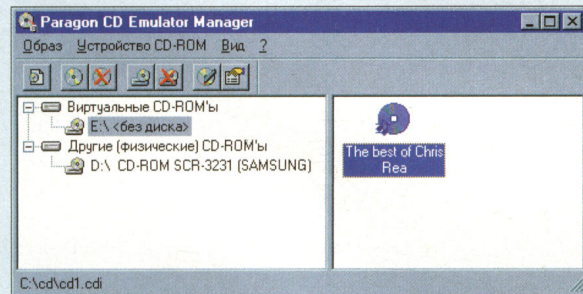 Paragon CD Emulator Manager
Образ Устройство CD-ROM Вид ?
Виртуальные CD-ROM'ы
E:\ <без диска>
Другие (физические) CD-ROM'ы
D:\ CD-ROM SCR-3231 (SAMSUNG)
The best of Chris
Rea
C:\cd\cd1.cdi